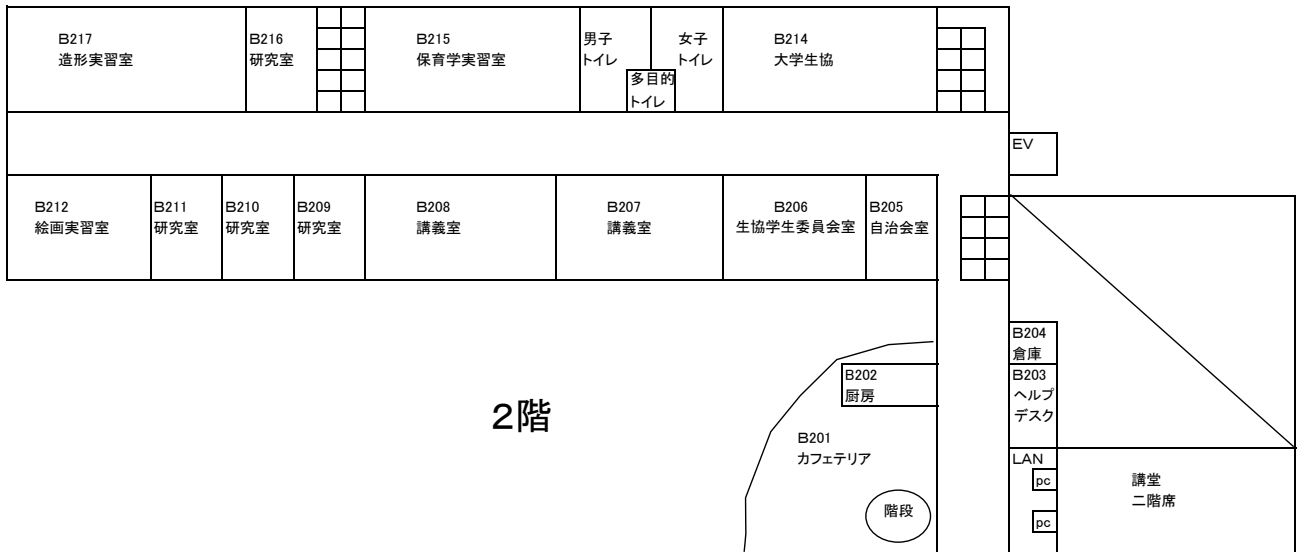 B217
造形実習室
B216
研究室
B215
保育学実習室
男子
トイレ
女子
トイレ
多目的
トイレ
B214
大学生協
EV
B212
絵画実習室
B211
研究室
B210
研究室
B209
研究室
B208
講義室
B207
講義室
B206
生協学生委員会室
B205
自治会室
B204
倉庫
B203
ヘルプ
デスク
B202
厨房
2階
B201
カフェテリア
階段
LAN
pc
pc
講堂
二階席